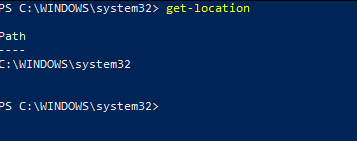 PS C:\WINDOWS\system32> get-location
Path
----
C:\WINDOWS\system32
PS C:\WINDOWS\system32>